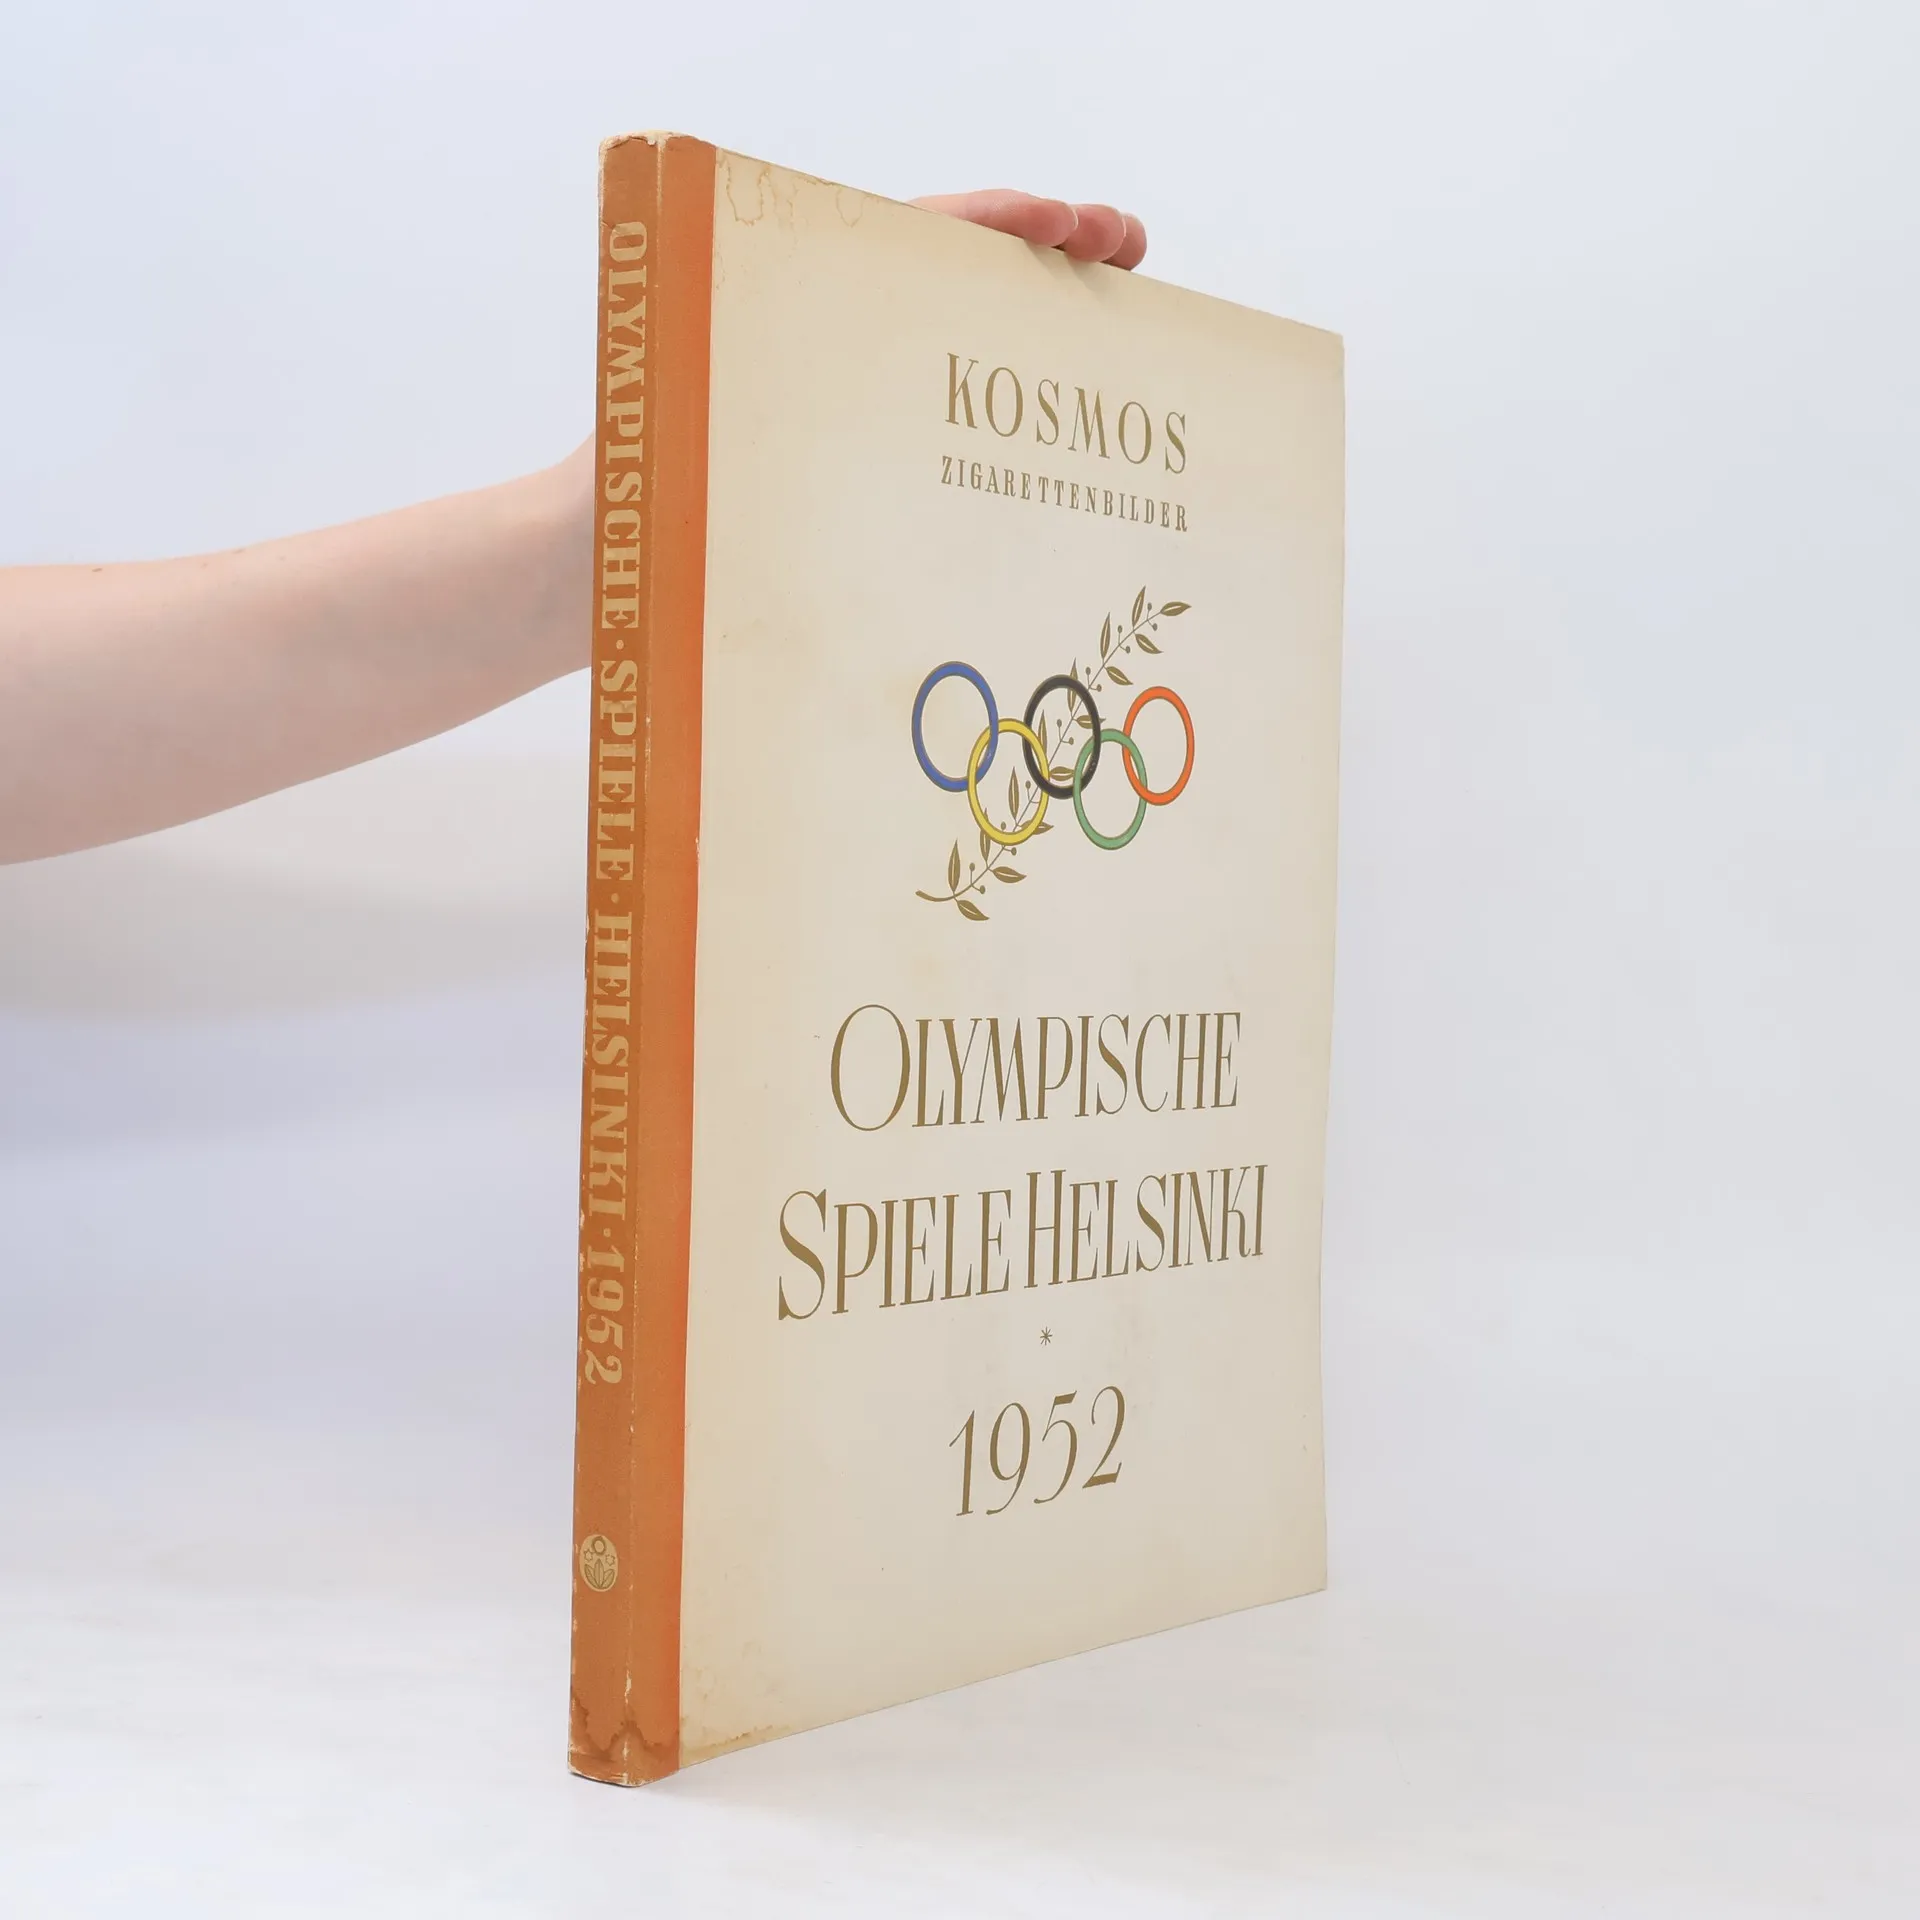 OLYMPISCHE · SPIELE · HELSINKI · 1952
KOSMOS
ZIGARETTENBILDER
OLYMPISCHE
SPIELE HELSINKI
*
1952